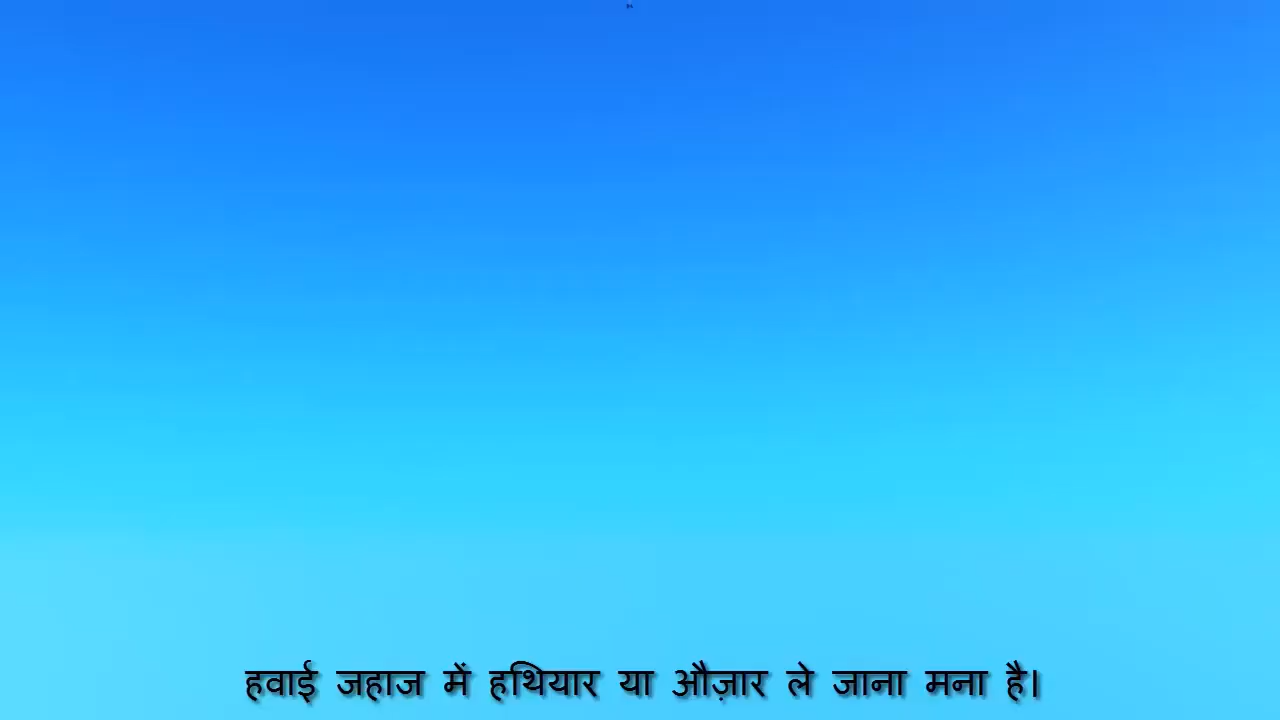 हवाई जहाज में हथियार या औज़ार ले जाना मना है।